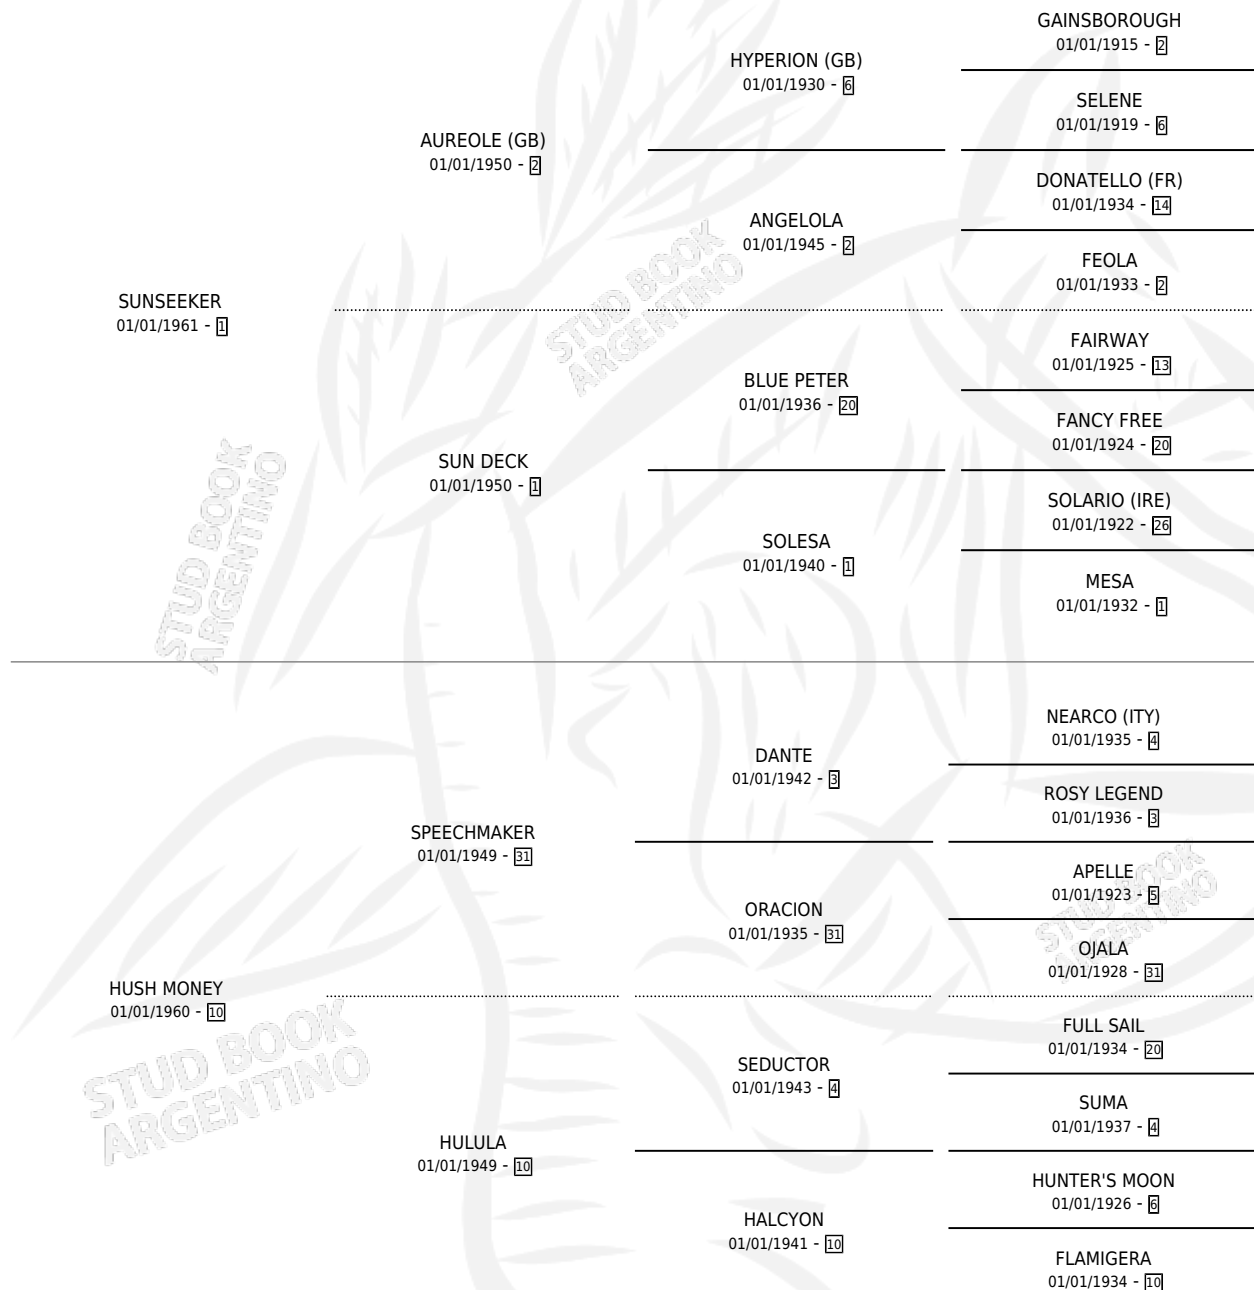 GAINSBOROUGH
01/01/1915 - 2
HYPERION (GB)
01/01/1930 - 6
SELENE
01/01/1919 - 6
AUREOLE (GB)
01/01/1950 - 2
DONATELLO (FR)
01/01/1934 - 14
ANGELOLA
01/01/1945 - 2
FEOLA
01/01/1933 - 2
STUD BOOK
ARGENTINO
SUNSEEKER
01/01/1961 - 1
FAIRWAY
01/01/1925 - 13
BLUE PETER
01/01/1936 - 20
FANCY FREE
01/01/1924 - 20
SUN DECK
01/01/1950 - 1
SOLARIO (IRE)
01/01/1922 - 26
SOLESA
01/01/1940 - 1
MESA
01/01/1932 - 1
STUD BOOK
ARGENTINO
NEARCO (ITY)
01/01/1935 - 4
DANTE
01/01/1942 - 3
ROSY LEGEND
01/01/1936 - 3
SPEECHMAKER
01/01/1949 - 31
APELLE
01/01/1923 - 5
ORACION
01/01/1935 - 31
OJALA
01/01/1928 - 31
STUD BOOK
ARGENTINO
HUSH MONEY
01/01/1960 - 10
FULL SAIL
01/01/1934 - 20
SEDUCTOR
01/01/1943 - 4
SUMA
01/01/1937 - 4
STUD BOOK
ARGENTINO
HULULA
01/01/1949 - 10
HUNTER'S MOON
01/01/1926 - 6
HALCYON
01/01/1941 - 10
FLAMIGERA
01/01/1934 - 10